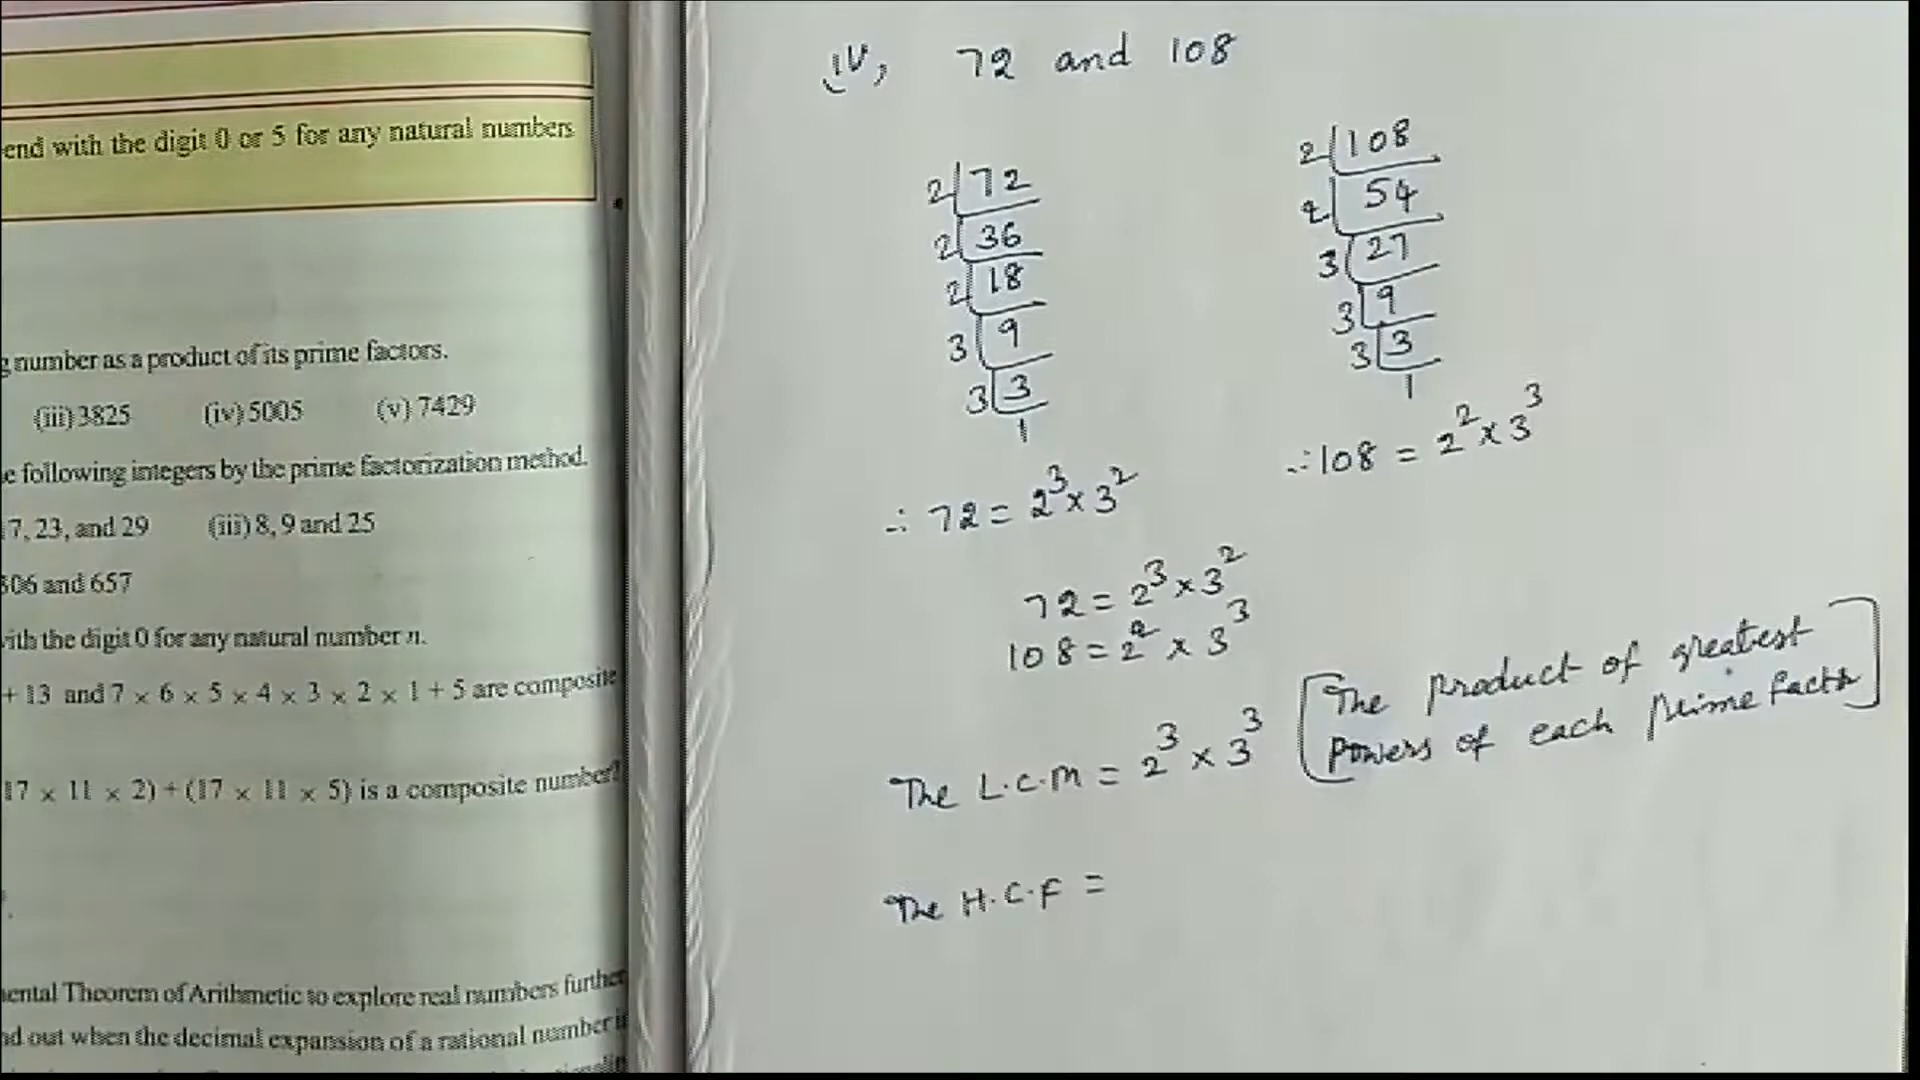 end with the digit 0 or 5 for any natural numbers
number as a product of its prime factors.
(iii) 3825 (iv) 5005 (v) 7429
following integers by the prime factorization method.
7, 23, and 29 (iii) 8, 9 and 25
306 and 657
with the digit 0 for any natural number n.
+ 13 and 7 × 6 × 5 × 4 × 3 × 2 × 1 + 5 are composite
17 × 11 × 2) + (17 × 11 × 5) is a composite number?
mental Theorem of Arithmetic to explore real numbers further
out when the decimal expansion of a rational number
(iv) 72 and 108
2 72
2 36
2 18
3 9
3 3
1
∴ 72 = 2³ × 3²
2 108
2 54
3 27
3 9
3 3
1
∴ 108 = 2² × 3³
72 = 2³ × 3²
108 = 2² × 3³
The L.C.M = 2³ × 3³ [The product of greatest
powers of each prime factor]
The H.C.F =